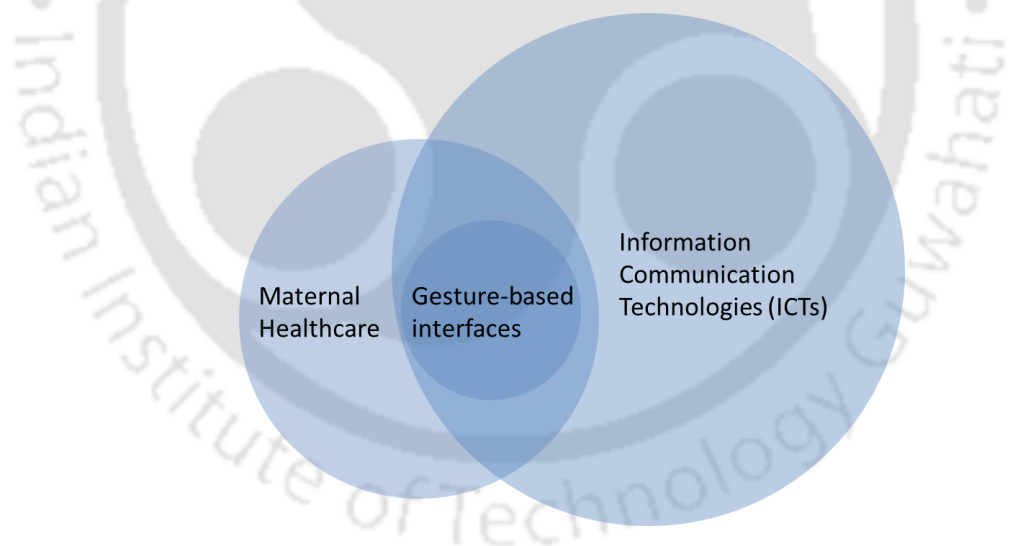 Maternal
Healthcare
Gesture-based
interfaces
Information
Communication
Technologies (ICTs)
Indian Institute of Technology Guwahati